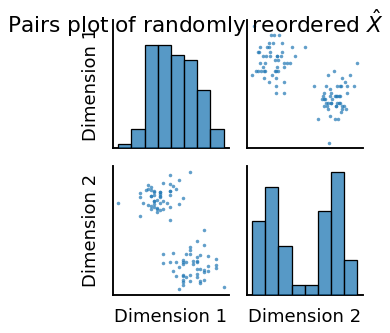 Pairs plot of randomly reordered X̂
Dimension 1
Dimension 2
Dimension 1
Dimension 2